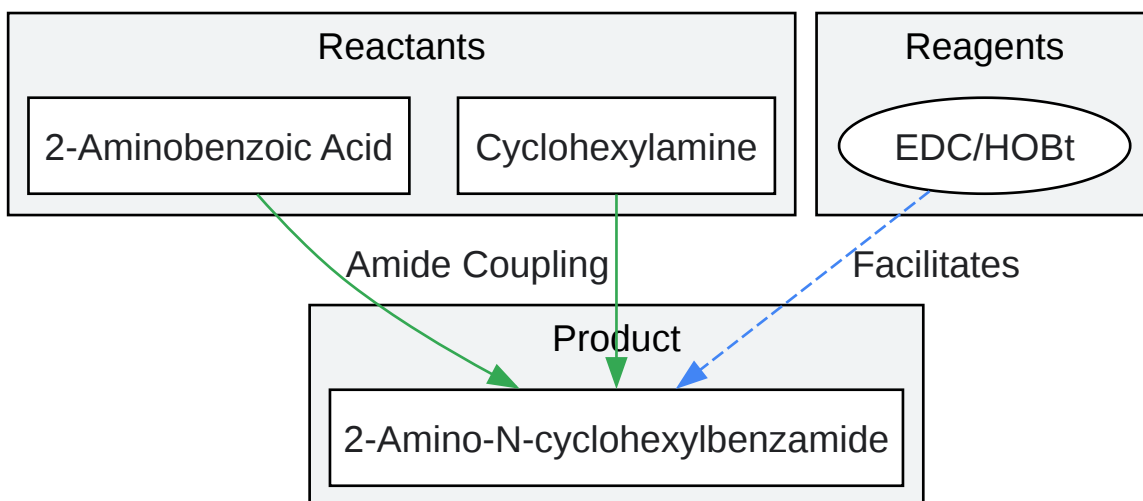 Reactants
Reagents
2-Aminobenzoic Acid
Cyclohexylamine
EDC/HOBt
Amide Coupling
Facilitates
Product
2-Amino-N-cyclohexylbenzamide